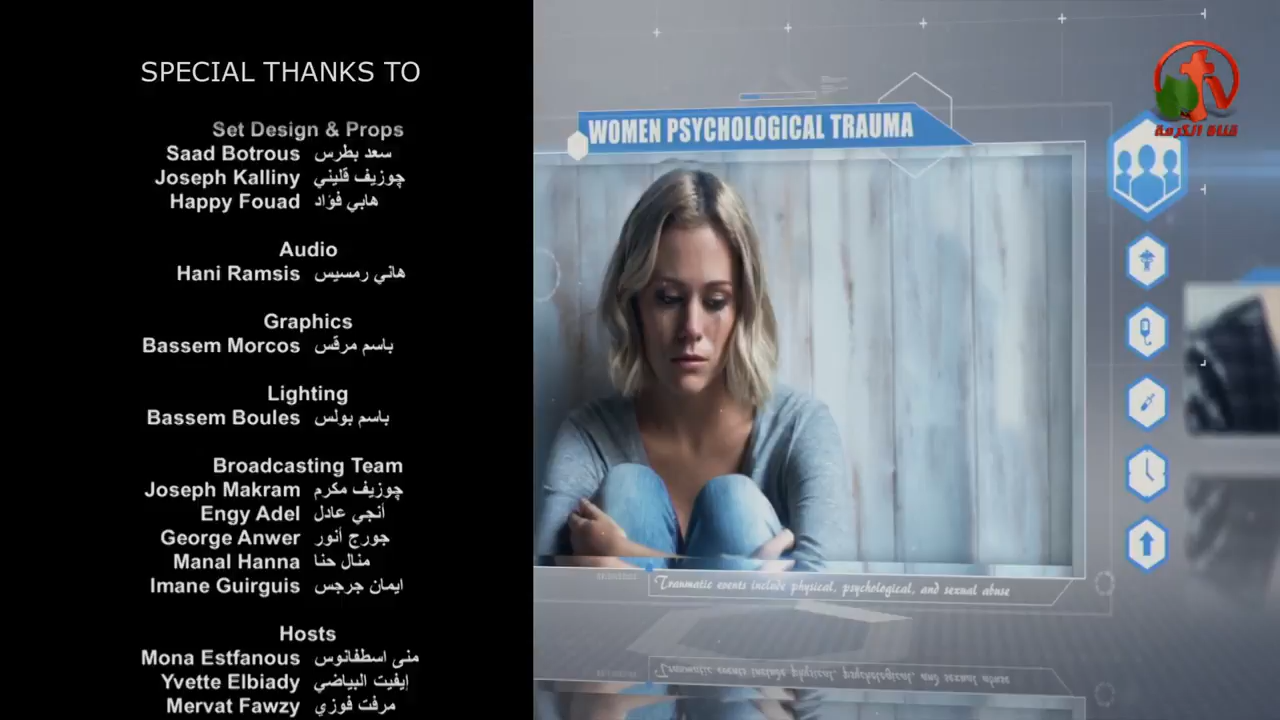 SPECIAL THANKS TO
Set Design & Props
Saad Botrous سعد بطرس
Joseph Kalliny چوزيف قليني
Happy Fouad هابي فؤاد
Audio
Hani Ramsis هاني رمسيس
Graphics
Bassem Morcos باسم مرقس
Lighting
Bassem Boules باسم بولس
Broadcasting Team
Joseph Makram چوزيف مكرم
Engy Adel أنجي عادل
George Anwer جورج أنور
Manal Hanna منال حنا
Imane Guirguis ايمان جرجس
Hosts
Mona Estfanous منى اسطفانوس
Yvette Elbiady إيفيت البياضي
Mervat Fawzy مرفت فوزي
WOMEN PSYCHOLOGICAL TRAUMA
Traumatic events include physical, psychological, and sexual abuse
tv
قناة الكرمة